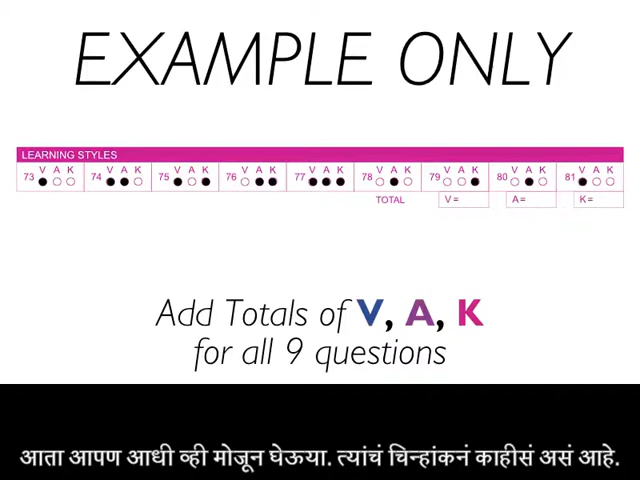 EXAMPLE ONLY
LEARNING STYLES
73 V A K 74 V A K 75 V A K 76 V A K 77 V A K 78 V A K 79 V A K 80 V A K 81 V A K
TOTAL V = A = K =
Add Totals of V, A, K
for all 9 questions
आता आपण आधी व्ही मोजून घेऊया. त्यांचं चिन्हांकनं काहीसं असं आहे.